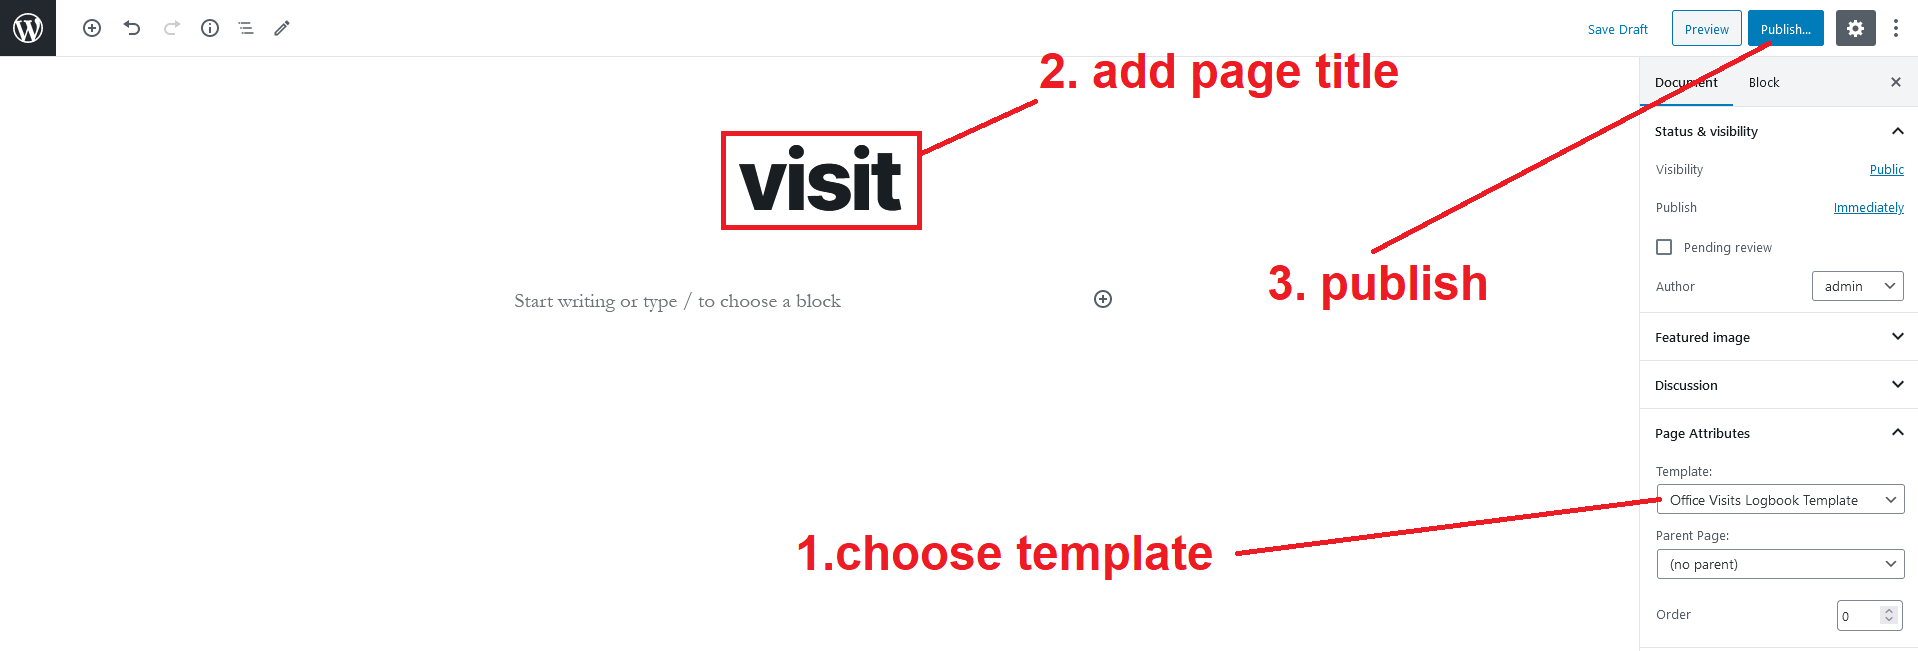 Save Draft
Preview
Publish...
2. add page title
Document
Block
visit
Status & visibility
Visibility
Public
Publish
Immediately
Pending review
Start writing or type / to choose a block
3. publish
Author
admin
Featured image
Discussion
Page Attributes
Template:
Office Visits Logbook Template
1.choose template
Parent Page:
(no parent)
Order
0